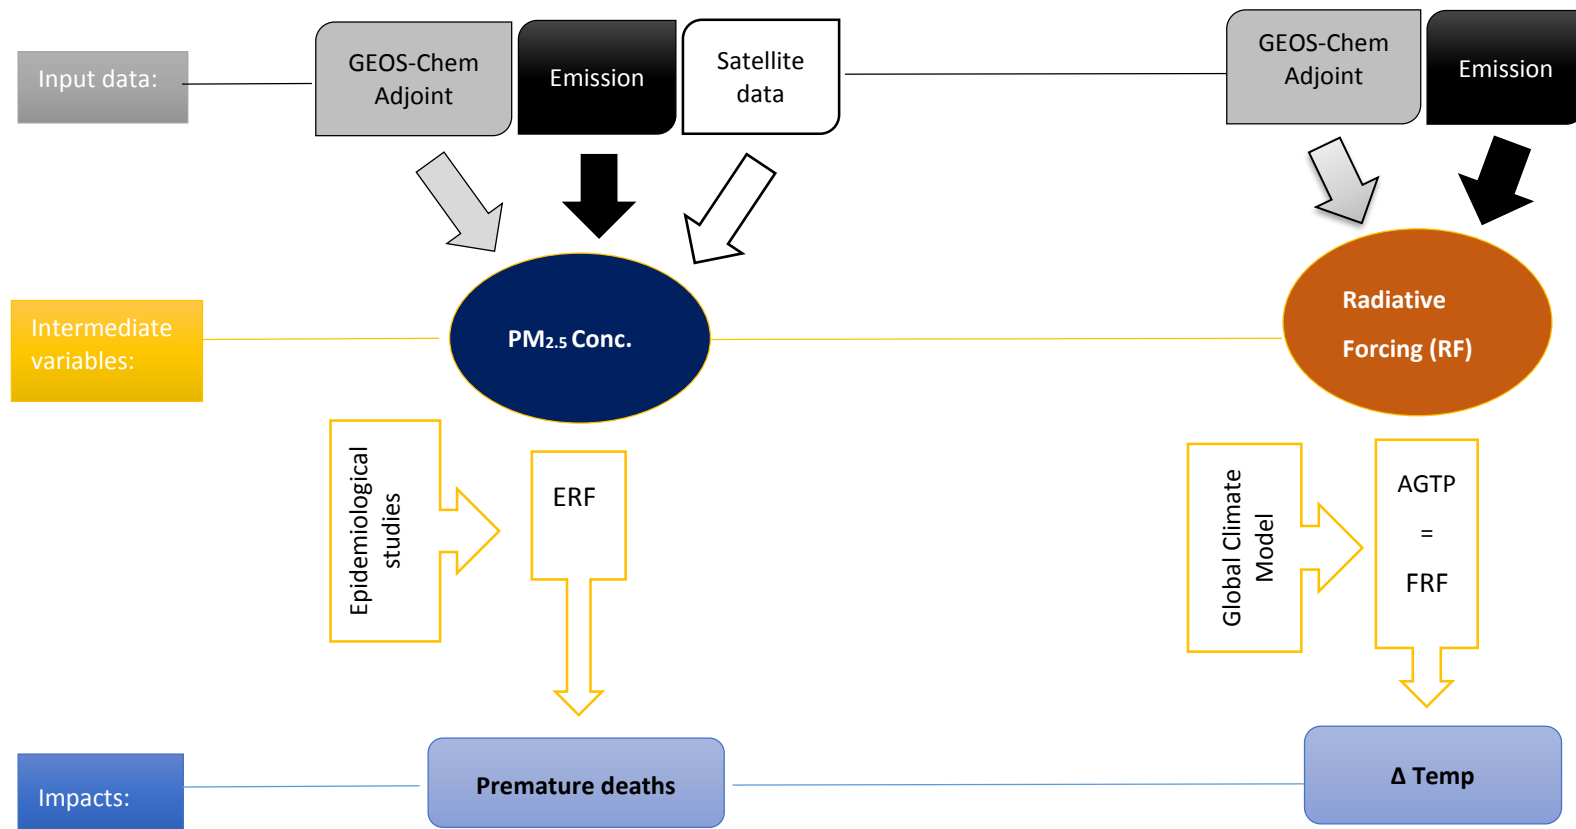 Input data:
GEOS-Chem
Adjoint
Emission
Satellite
data
GEOS-Chem
Adjoint
Emission
Intermediate
variables:
PM2.5 Conc.
Radiative
Forcing (RF)
Epidemiological
studies
ERF
Global Climate
Model
AGTP
=
FRF
Impacts:
Premature deaths
Δ Temp